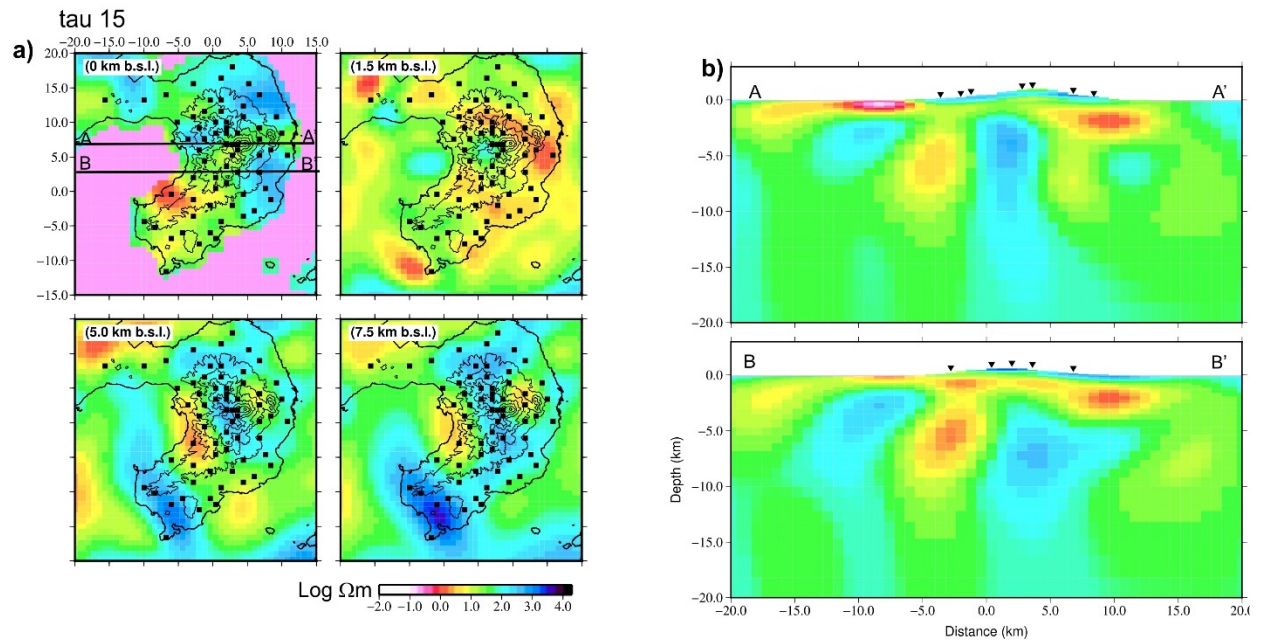 tau 15
a)
-20.0 -15.0 -10.0 -5.0 0.0 5.0 10.0 15.0
20.0
15.0
10.0
5.0
0.0
-5.0
-10.0
-15.0
(0 km b.s.l.)
A A'
B B'
(1.5 km b.s.l.)
(5.0 km b.s.l.)
(7.5 km b.s.l.)
Log Ωm
-2.0 -1.0 0.0 1.0 2.0 3.0 4.0
b)
A A'
0.0
-5.0
-10.0
-15.0
-20.0
B B'
0.0
-5.0
-10.0
-15.0
-20.0
Depth (km)
-20.0 -15.0 -10.0 -5.0 0.0 5.0 10.0 15.0 20.0
Distance (km)